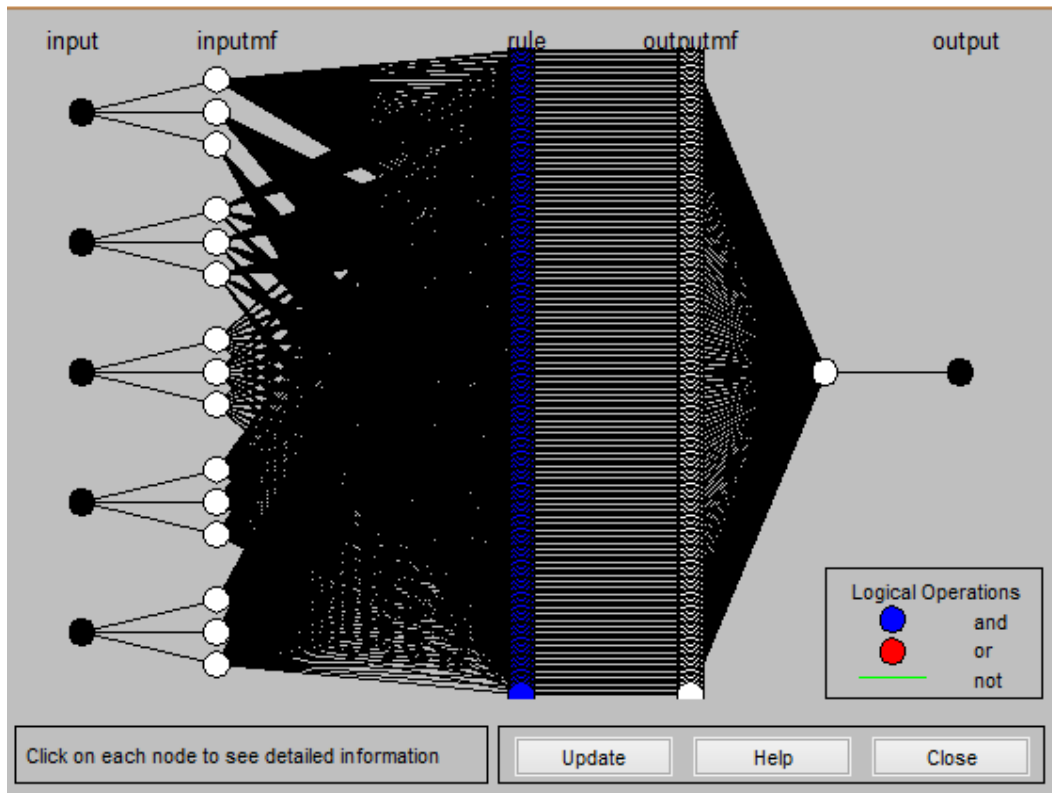 input inputmf rule outputmf output
Logical Operations
and
or
not
Click on each node to see detailed information
Update Help Close